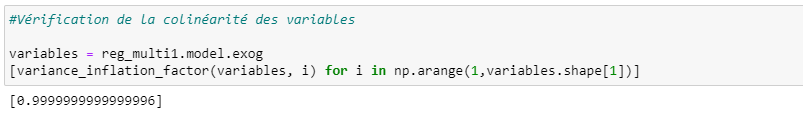 #Vérification de la colinéarité des variables
variables = reg_multi1.model.exog
[variance_inflation_factor(variables, i) for i in np.arange(1,variables.shape[1])]
[0.9999999999999996]